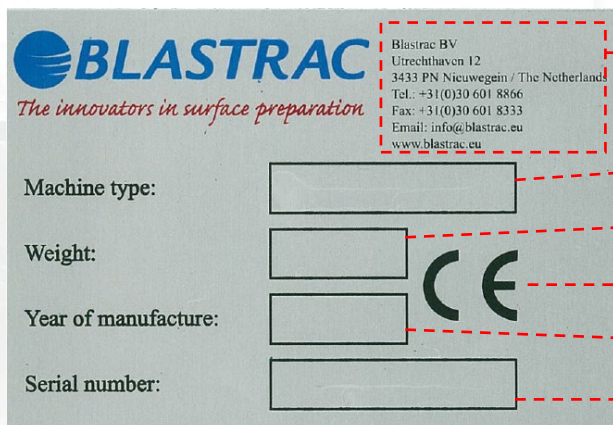 BLASTRAC
The innovators in surface preparation
Blastrac BV
Utrechthaven 12
3433 PN Nieuwegein / The Netherlands
Tel.: +31(0)30 601 8866
Fax: +31(0)30 601 8333
Email: info@blastrac.eu
www.blastrac.eu
Machine type:
Weight:
CE
Year of manufacture:
Serial number: